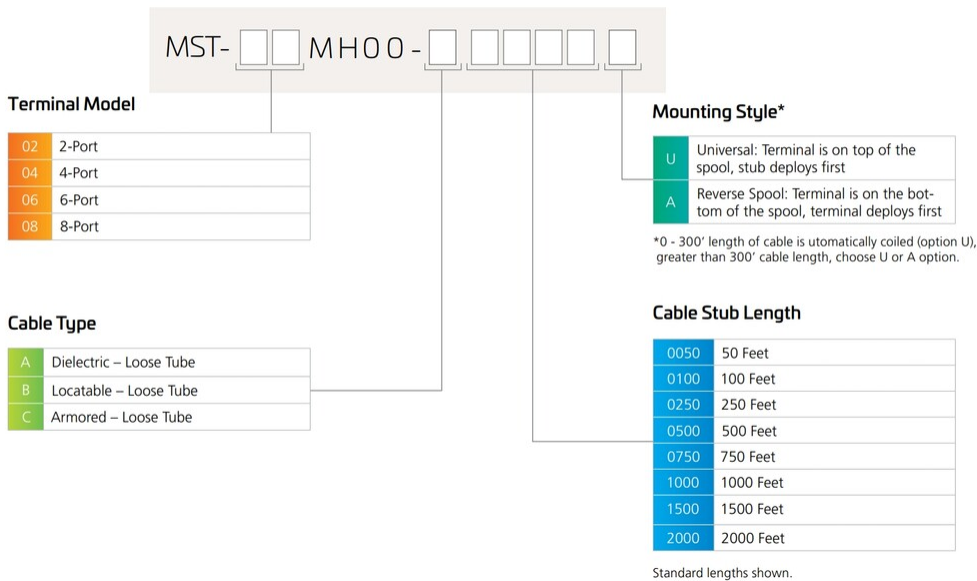 MST- MH00 -
Terminal Model
02 2-Port
04 4-Port
06 6-Port
08 8-Port
Cable Type
A Dielectric – Loose Tube
B Locatable – Loose Tube
C Armored – Loose Tube
Mounting Style*
U Universal: Terminal is on top of the
spool, stub deploys first
A Reverse Spool: Terminal is on the bot-
tom of the spool, terminal deploys first
*0 - 300’ length of cable is utomatically coiled (option U),
greater than 300’ cable length, choose U or A option.
Cable Stub Length
0050 50 Feet
0100 100 Feet
0250 250 Feet
0500 500 Feet
0750 750 Feet
1000 1000 Feet
1500 1500 Feet
2000 2000 Feet
Standard lengths shown.